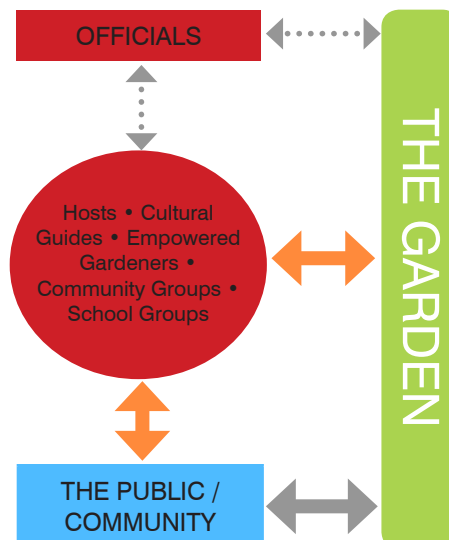 OFFICIALS
Hosts • Cultural
Guides • Empowered
Gardeners •
Community Groups •
School Groups
THE GARDEN
THE PUBLIC /
COMMUNITY